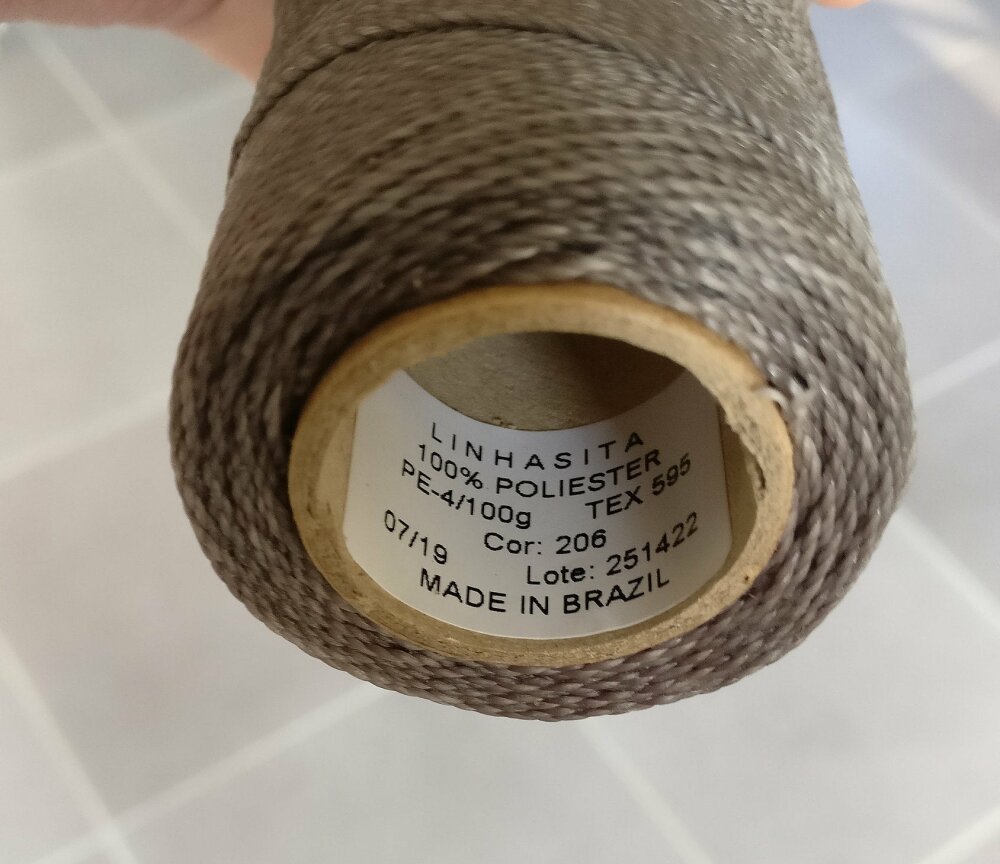 LINHASITA
100% POLIESTER
PE-4/100g TEX 595
Cor: 206
07/19 Lote: 251422
MADE IN BRAZIL